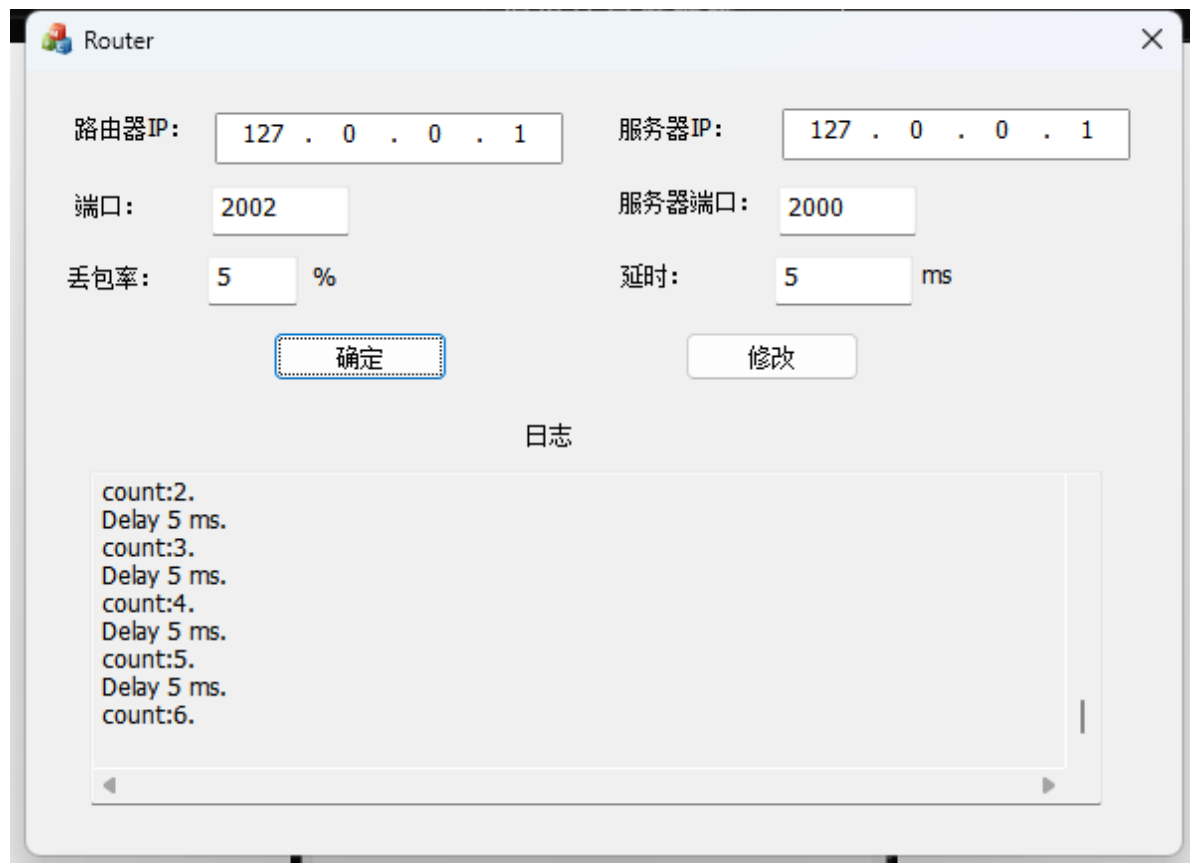 Router
路由器IP: 127 . 0 . 0 . 1 服务器IP: 127 . 0 . 0 . 1
端口: 2002 服务器端口: 2000
丢包率: 5 % 延时: 5 ms
确定 修改
日志
count:2.
Delay 5 ms.
count:3.
Delay 5 ms.
count:4.
Delay 5 ms.
count:5.
Delay 5 ms.
count:6.